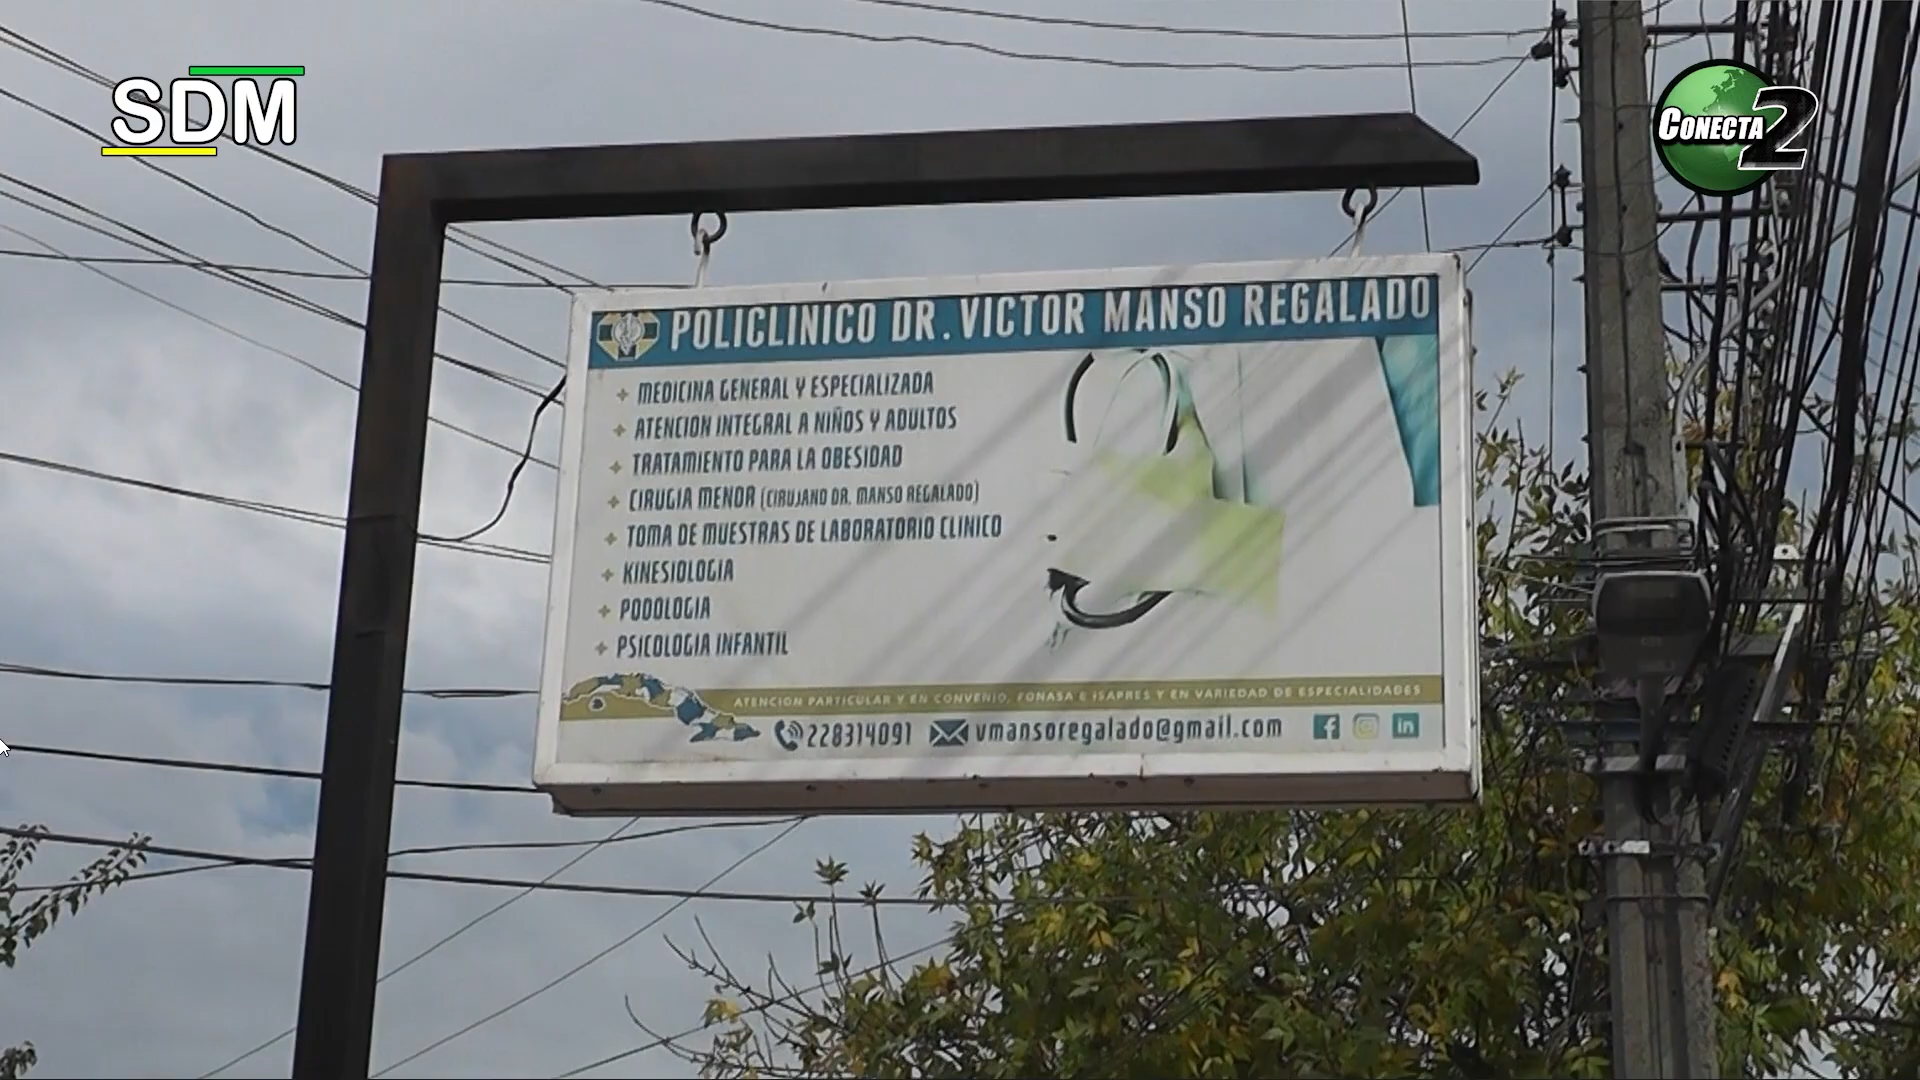 SDM
CONECTA 2
POLICLINICO DR. VICTOR MANSO REGALADO
MEDICINA GENERAL Y ESPECIALIZADA
ATENCION INTEGRAL A NIÑOS Y ADULTOS
TRATAMIENTO PARA LA OBESIDAD
CIRUGIA MENOR (CIRUJANO DR. MANSO REGALADO)
TOMA DE MUESTRAS DE LABORATORIO CLINICO
KINESIOLOGIA
PODOLOGIA
PSICOLOGIA INFANTIL
ATENCION PARTICULAR Y EN CONVENIO, FONASA E ISAPRES Y EN VARIEDAD DE ESPECIALIDADES
228314091 vmansoregalado@gmail.com f in